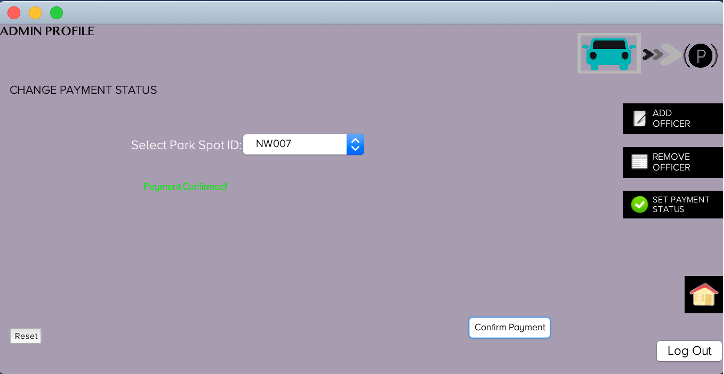 ADMIN PROFILE
P
CHANGE PAYMENT STATUS
ADD
OFFICER
Select Park Spot ID:
NW007
REMOVE
OFFICER
Payment Confirmed!
SET PAYMENT
STATUS
Confirm Payment
Reset
Log Out